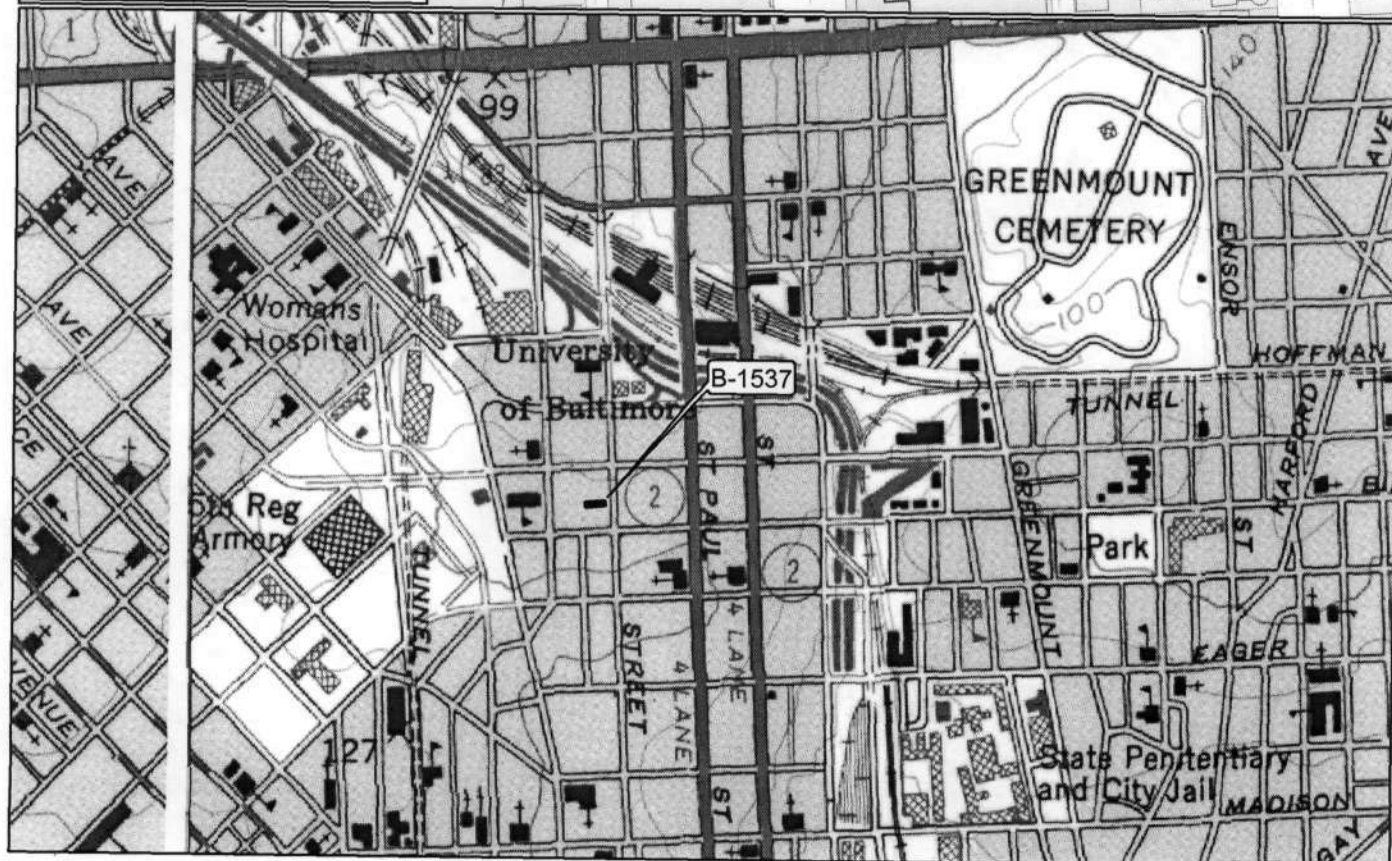 1
99
140
AVE
AVE
GREENMOUNT
CEMETERY
ENSOR
Womans
Hospital
AVE
100
University
of Baltimore
B-1537
HOFFMAN
TUNNEL
HARFORD
ST PAUL
ST
2
Reg
Armory
GREENMOUNT
Park
ST
TUNNEL
2
STREET
4 LANE
4 LANE
EAGER
VENUE
127
State Penitentiary
and City Jail
MADISON
ST